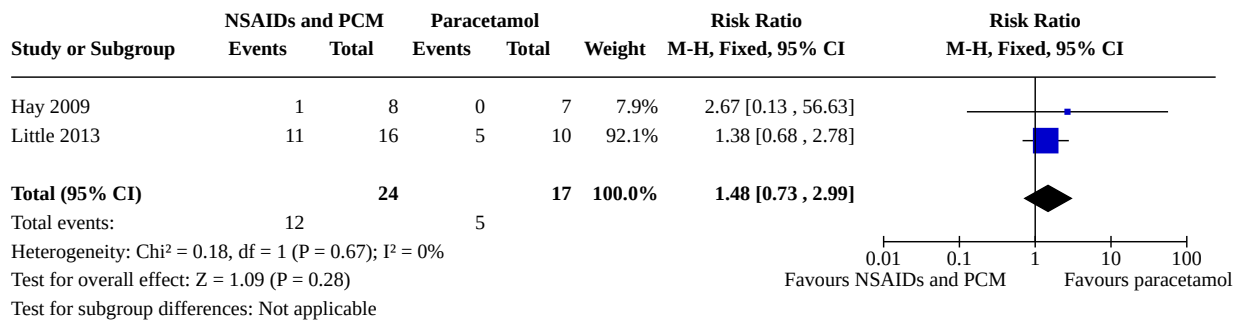 NSAIDs and PCM Paracetamol Risk Ratio Risk Ratio
Study or Subgroup Events Total Events Total Weight M-H, Fixed, 95% CI M-H, Fixed, 95% CI
Hay 2009 1 8 0 7 7.9% 2.67 [0.13 , 56.63]
Little 2013 11 16 5 10 92.1% 1.38 [0.68 , 2.78]
Total (95% CI) 24 17 100.0% 1.48 [0.73 , 2.99]
Total events: 12 5
Heterogeneity: Chi² = 0.18, df = 1 (P = 0.67); I² = 0%
0.01 0.1 1 10 100
Test for overall effect: Z = 1.09 (P = 0.28) Favours NSAIDs and PCM Favours paracetamol
Test for subgroup differences: Not applicable